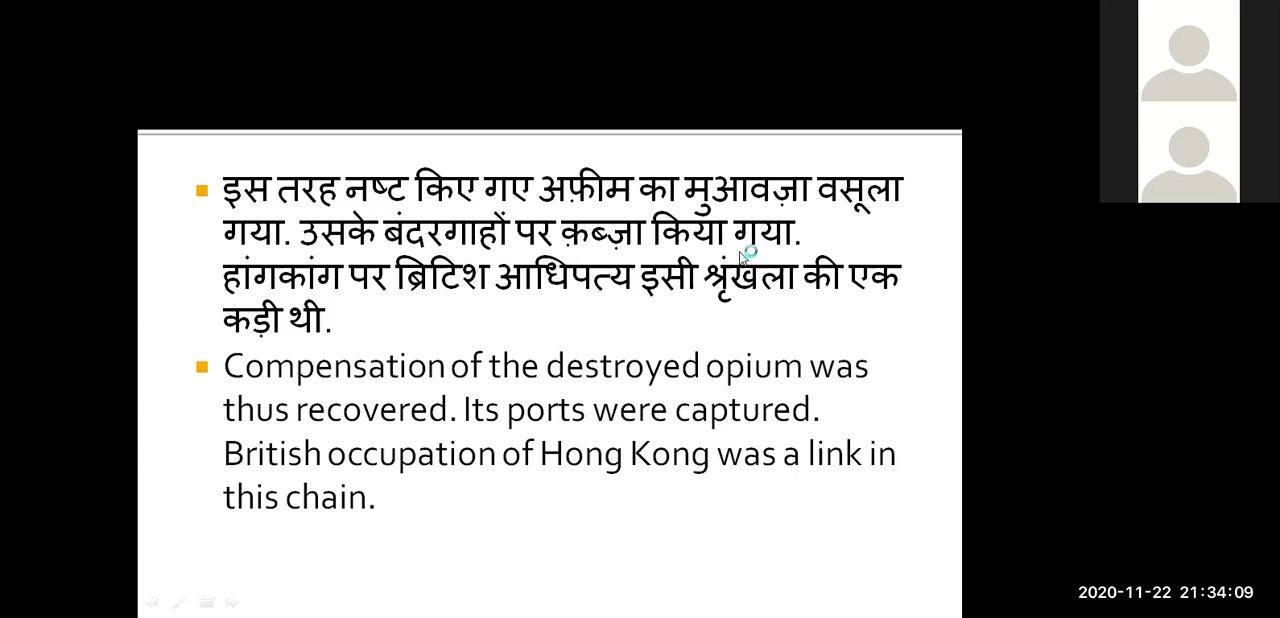 इस तरह नष्ट किए गए अफ़ीम का मुआवज़ा वसूला
गया. उसके बंदरगाहों पर क़ब्ज़ा किया गया.
हांगकांग पर ब्रिटिश आधिपत्य इसी श्रृंखला की एक
कड़ी थी.
Compensation of the destroyed opium was
thus recovered. Its ports were captured.
British occupation of Hong Kong was a link in
this chain.
2020-11-22 21:34:09